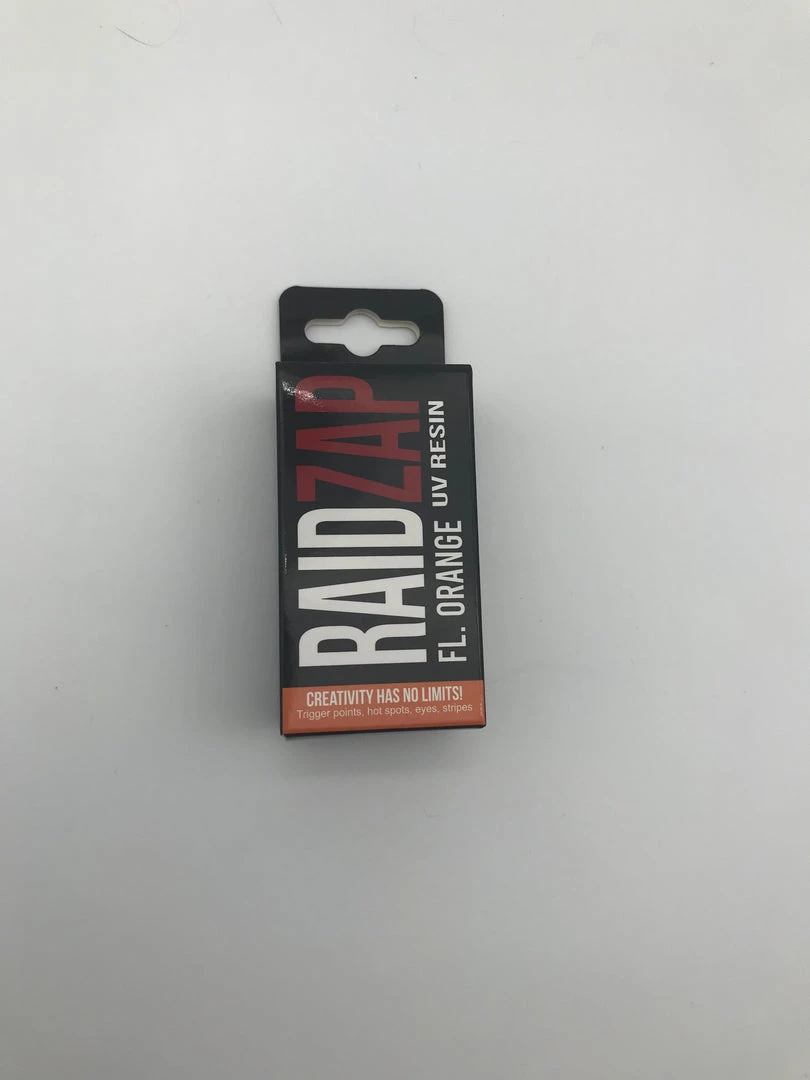 RAIDZAP
FL. ORANGE UV RESIN
CREATIVITY HAS NO LIMITS!
Trigger points, hot spots, eyes, stripes